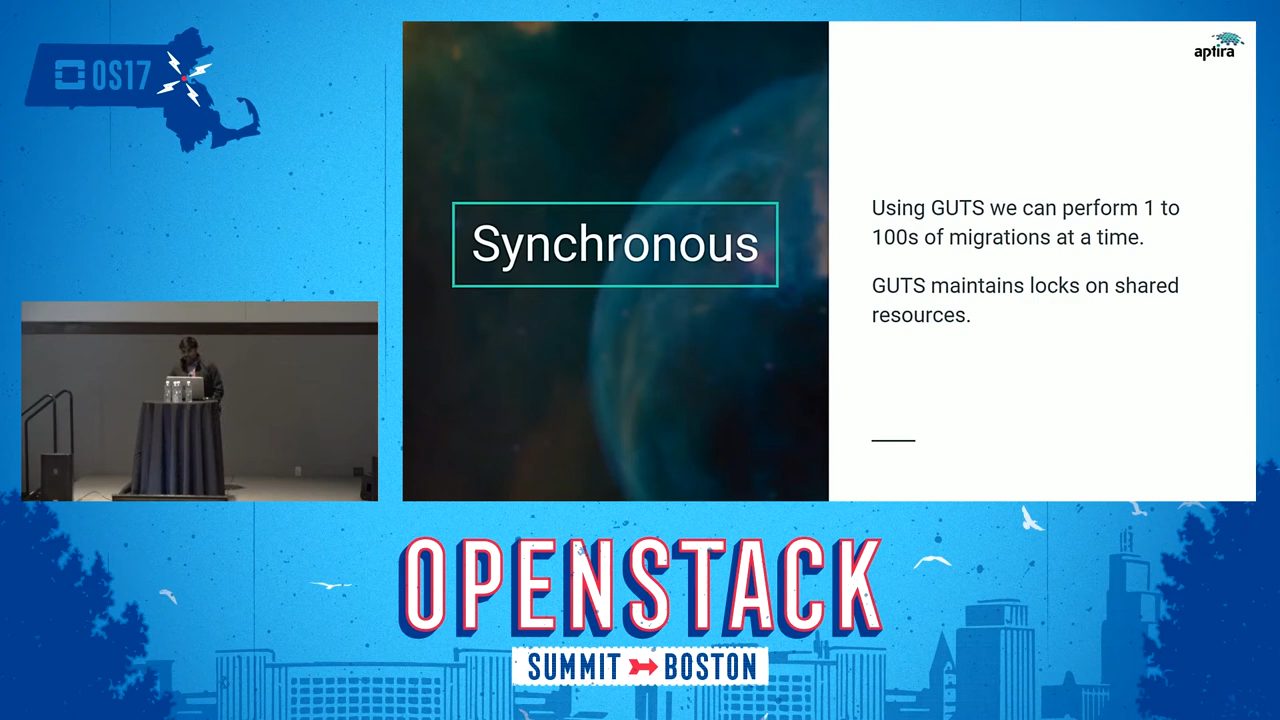 OS17
aptira
Synchronous
Using GUTS we can perform 1 to
100s of migrations at a time.
GUTS maintains locks on shared
resources.
OPENSTACK
SUMMIT BOSTON